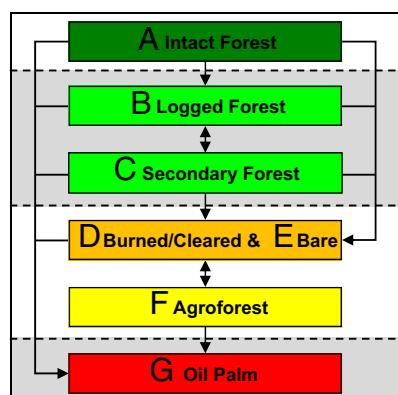 A Intact Forest
B Logged Forest
C Secondary Forest
D Burned/Cleared & E Bare
F Agroforest
G Oil Palm